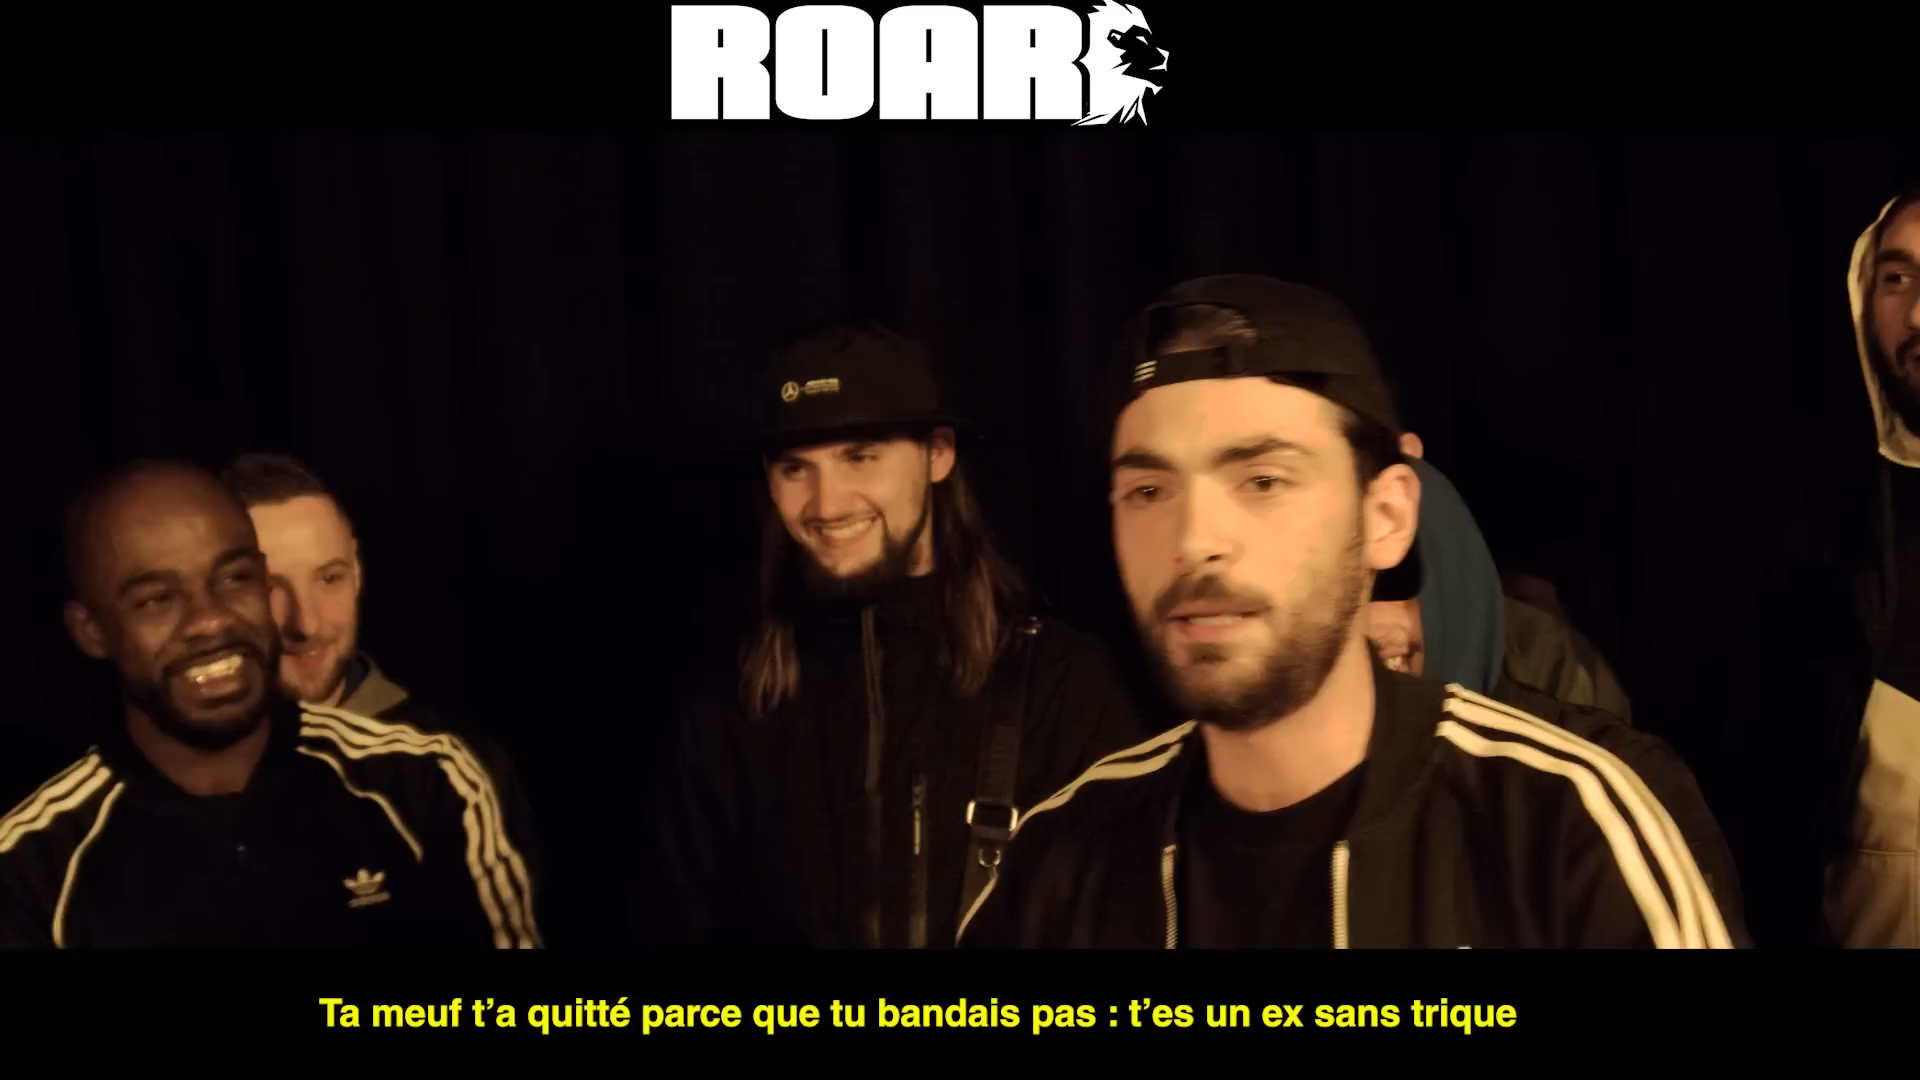 ROAR
Ta meuf t’a quitté parce que tu bandais pas : t’es un ex sans trique